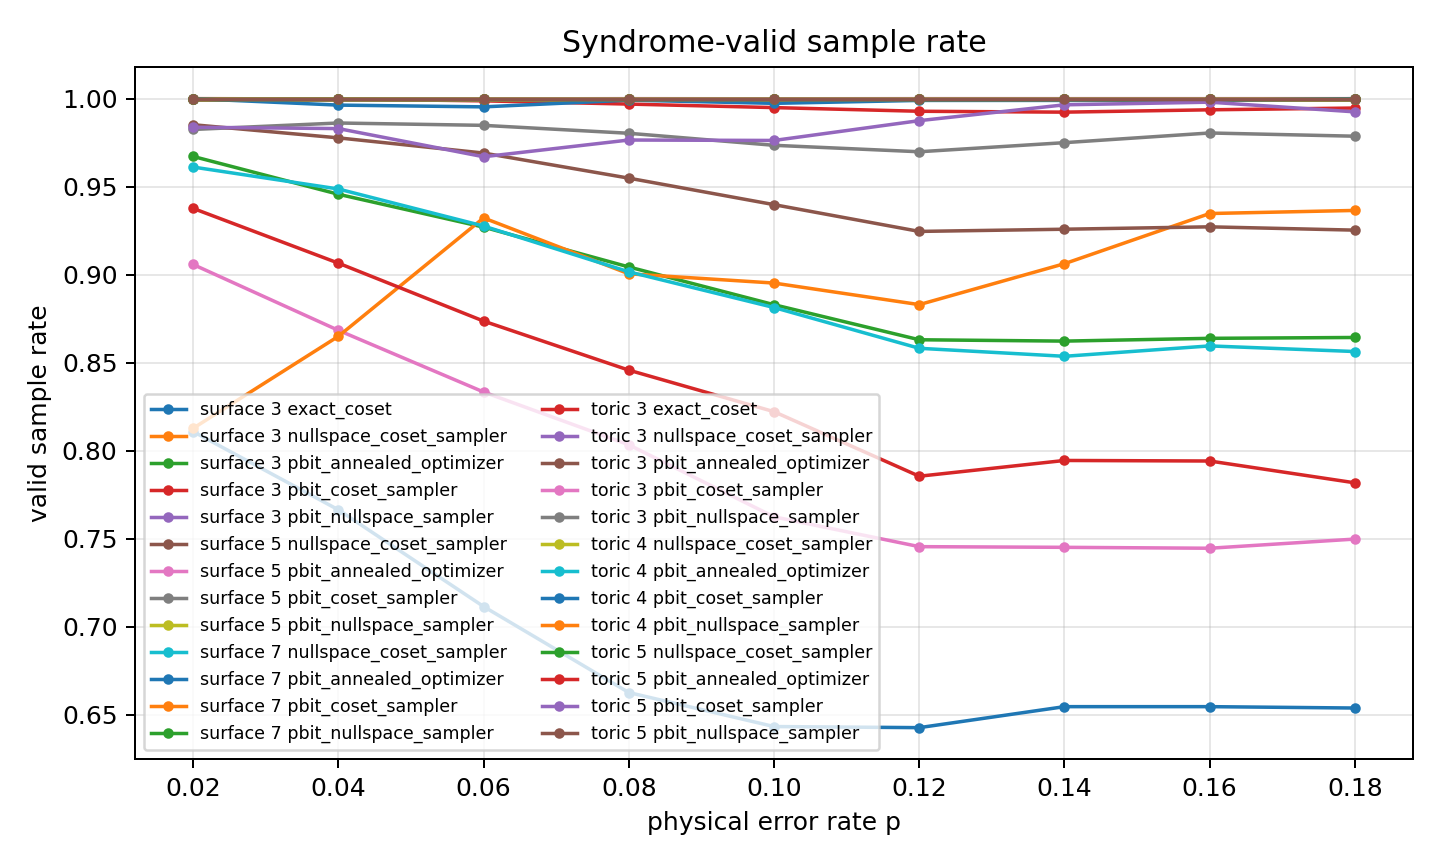 Syndrome-valid sample rate
valid sample rate
1.00
0.95
0.90
0.85
0.80
0.75
0.70
0.65
surface 3 exact_coset
surface 3 nullspace_coset_sampler
surface 3 pbit_annealed_optimizer
surface 3 pbit_coset_sampler
surface 3 pbit_nullspace_sampler
surface 5 nullspace_coset_sampler
surface 5 pbit_annealed_optimizer
surface 5 pbit_coset_sampler
surface 5 pbit_nullspace_sampler
surface 7 nullspace_coset_sampler
surface 7 pbit_annealed_optimizer
surface 7 pbit_coset_sampler
surface 7 pbit_nullspace_sampler
toric 3 exact_coset
toric 3 nullspace_coset_sampler
toric 3 pbit_annealed_optimizer
toric 3 pbit_coset_sampler
toric 3 pbit_nullspace_sampler
toric 4 nullspace_coset_sampler
toric 4 pbit_annealed_optimizer
toric 4 pbit_coset_sampler
toric 4 pbit_nullspace_sampler
toric 5 nullspace_coset_sampler
toric 5 pbit_annealed_optimizer
toric 5 pbit_coset_sampler
toric 5 pbit_nullspace_sampler
0.02 0.04 0.06 0.08 0.10 0.12 0.14 0.16 0.18
physical error rate p